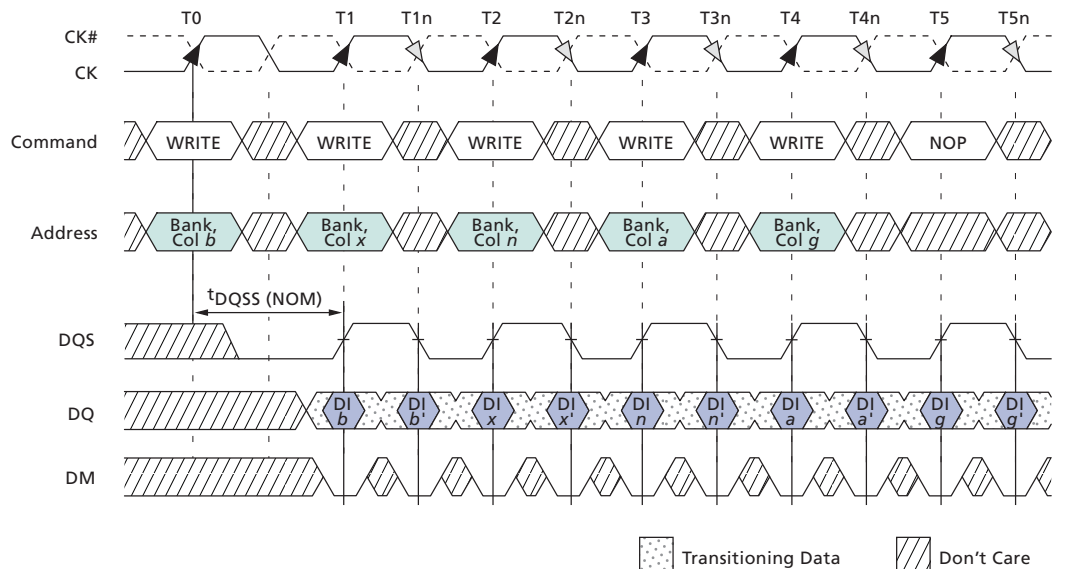 T0 T1 T1n T2 T2n T3 T3n T4 T4n T5 T5n
CK#
CK
Command WRITE WRITE WRITE WRITE WRITE NOP
Address Bank, Col b Bank, Col x Bank, Col n Bank, Col a Bank, Col g
tDQSS (NOM)
DQS
DQ DI b DI b' DI x DI x' DI n DI n' DI a DI a' DI g DI g'
DM
Transitioning Data Don't Care